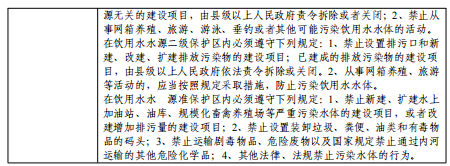 源无关的建设项目，由县级以上人民政府责令拆除或者关闭；2、禁止从
事网箱养殖、旅游、游泳、垂钓或者其他可能污染饮用水水体的活动。
在饮用水水源二级保护区内必须遵守下列规定：1、禁止设置排污口和新
建、改建、扩建排放污染物的建设项目；已建成的排放污染物的建设项
目，由县级以上人民政府依法责令拆除或关闭。2、从事网箱养殖、旅游
等活动的，应当按照规定采取措施，防止污染饮用水水体。
在饮用水水 源准保护区内必须遵守下列规定：1、禁止新建、扩建水上
加油站、油库、规模化畜禽养殖场等严重污染水体的建设项目，或者改
建增加排污量的建设项目；2、禁止设置装卸垃圾、粪便、油类和有毒物
品的码头；3、禁止运输剧毒物品、危险废物以及国家规定禁止通过内河
运输的其他危险化学品；4、其他法律、法规禁止污染水体的行为。